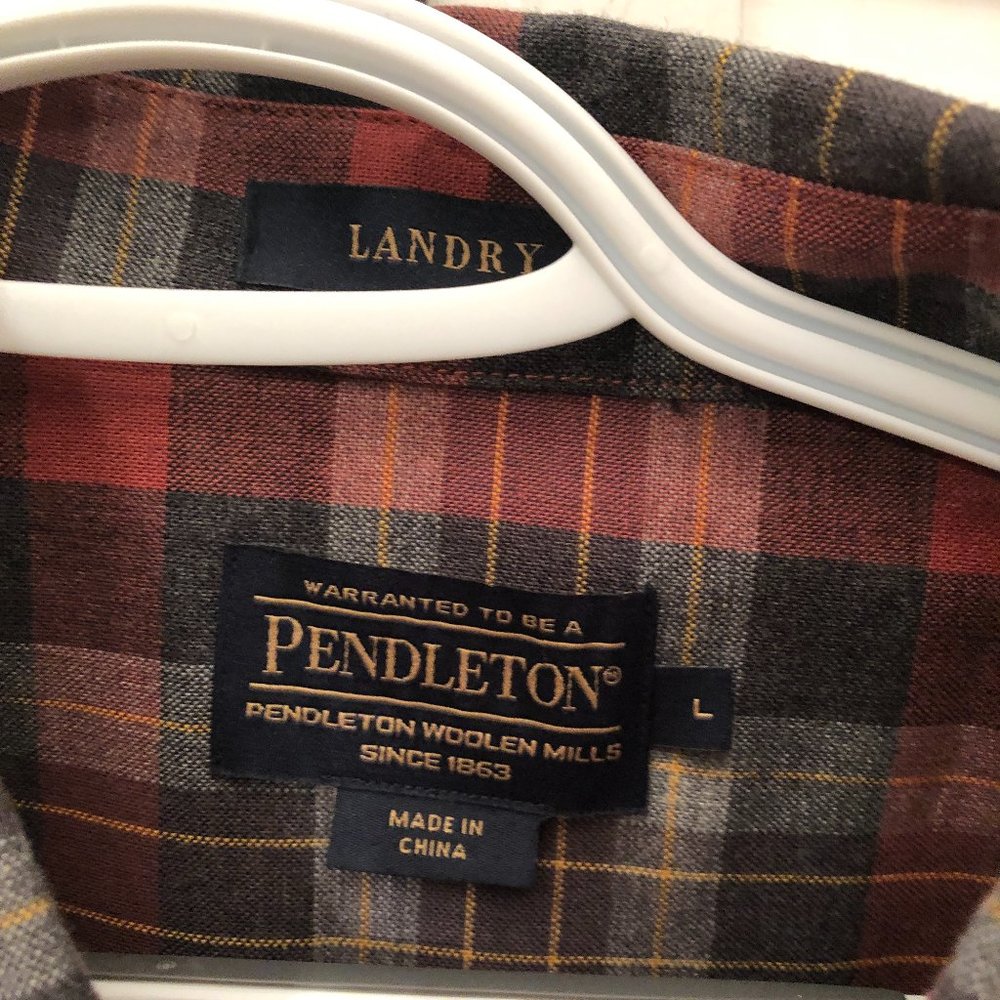 LANDRY
WARRANTED TO BE A
PENDLETON®
PENDLETON WOOLEN MILLS
SINCE 1863
L
MADE IN
CHINA